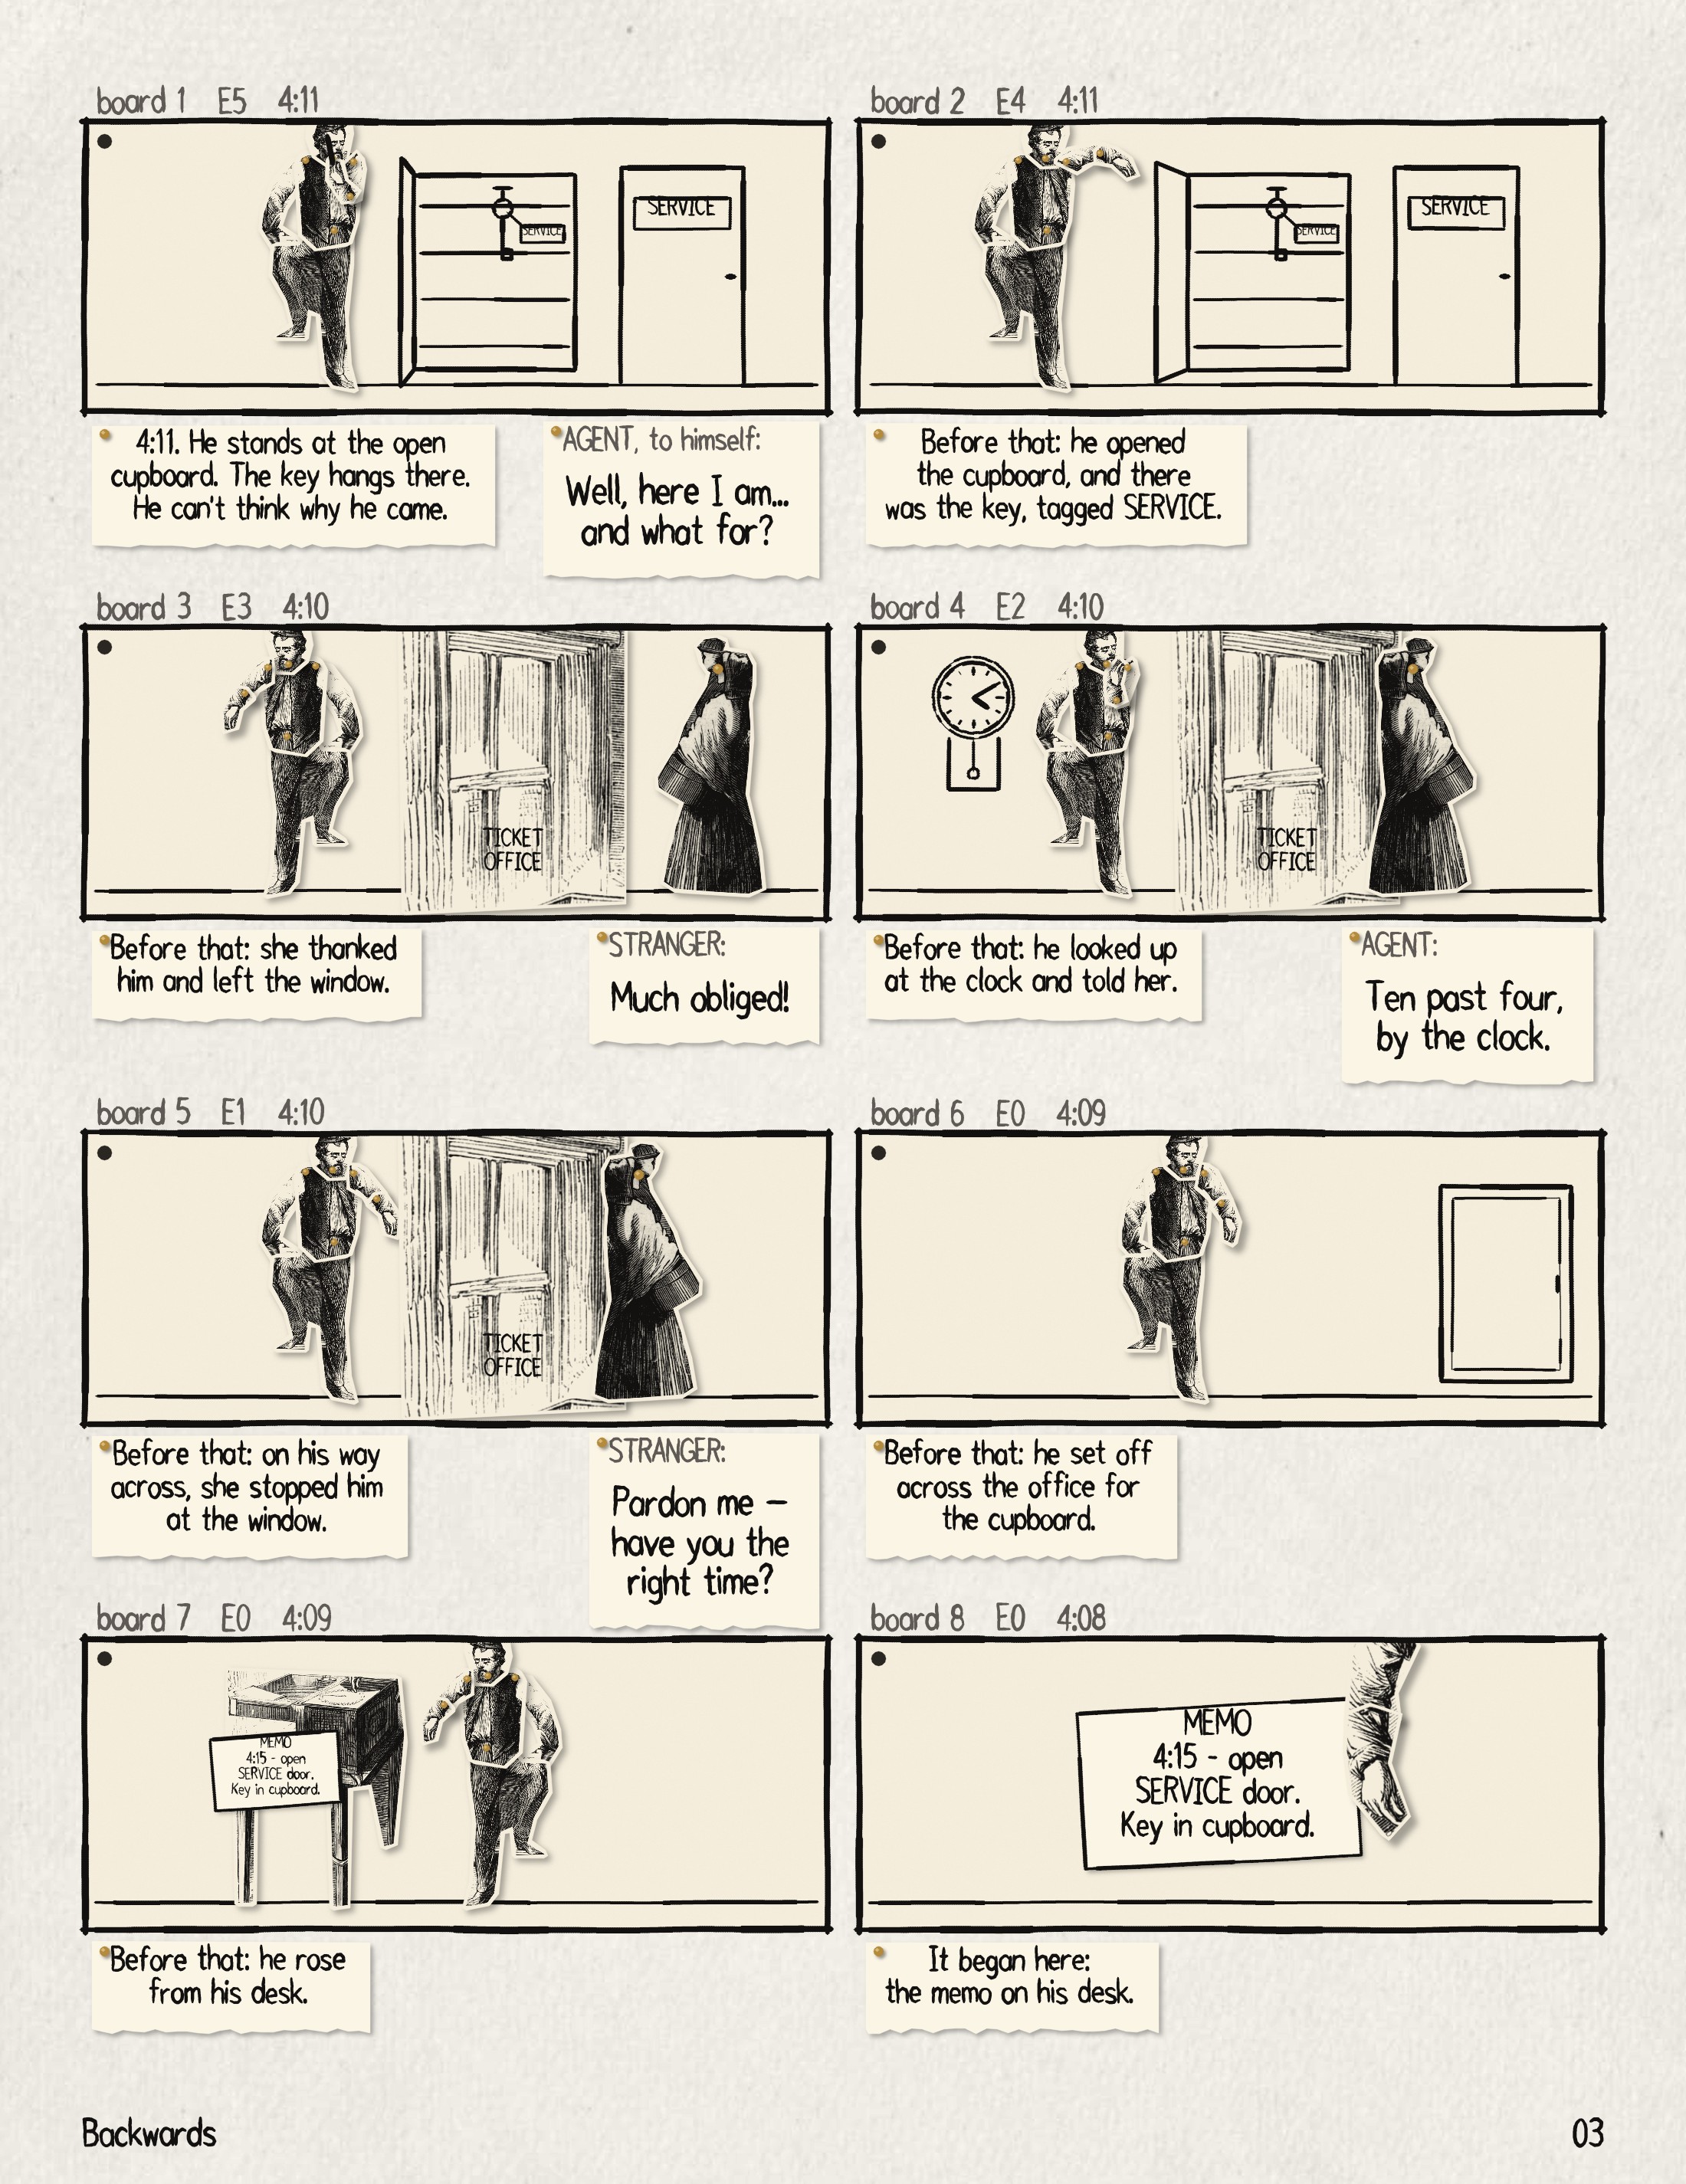 board 1 E5 4:11
SERVICE
SERVICE
4:11. He stands at the open
cupboard. The key hangs there.
He can't think why he came.
AGENT, to himself:
Well, here I am...
and what for?
board 2 E4 4:11
SERVICE
SERVICE
Before that: he opened
the cupboard, and there
was the key, tagged SERVICE.
board 3 E3 4:10
TICKET
OFFICE
Before that: she thanked
him and left the window.
STRANGER:
Much obliged!
board 4 E2 4:10
TICKET
OFFICE
Before that: he looked up
at the clock and told her.
AGENT:
Ten past four,
by the clock.
board 5 E1 4:10
TICKET
OFFICE
Before that: on his way
across, she stopped him
at the window.
STRANGER:
Pardon me –
have you the
right time?
board 6 E0 4:09
Before that: he set off
across the office for
the cupboard.
board 7 E0 4:09
MEMO
4:15 - open
SERVICE door.
Key in cupboard.
Before that: he rose
from his desk.
board 8 E0 4:08
MEMO
4:15 - open
SERVICE door.
Key in cupboard.
It began here:
the memo on his desk.
Backwards
03